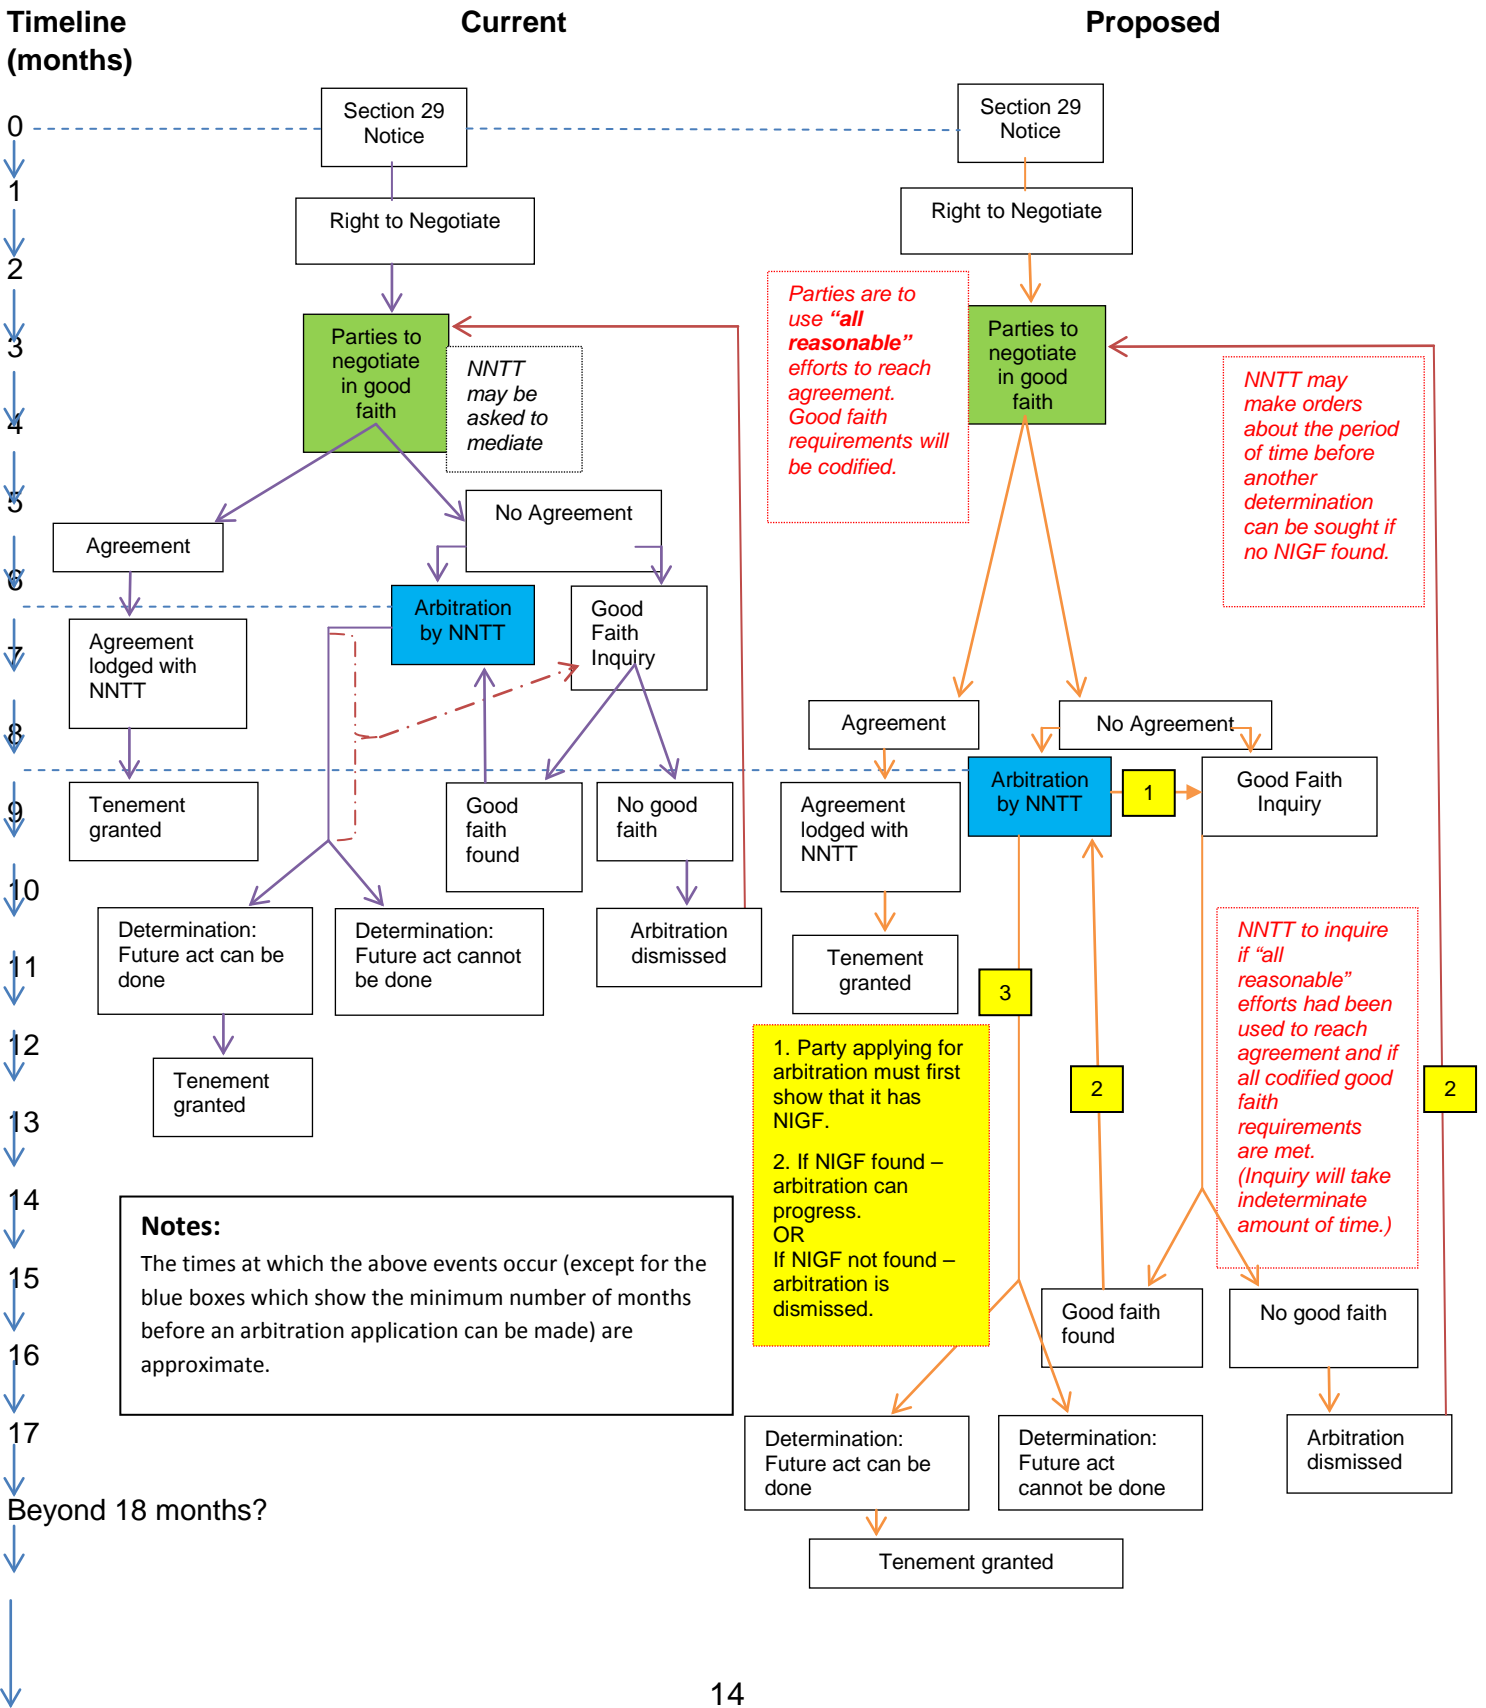 Timeline
(months)
Current
Proposed
0
1
2
3
4
5
6
7
8
9
10
11
12
13
14
15
16
17
Beyond 18 months?
Section 29
Notice
Right to Negotiate
Parties to
negotiate
in good
faith
NNTT
may be
asked to
mediate
Agreement
No Agreement
Agreement
lodged with
NNTT
Arbitration
by NNTT
Good
Faith
Inquiry
Tenement
granted
Good
faith
found
No good
faith
Determination:
Future act can be
done
Determination:
Future act cannot
be done
Arbitration
dismissed
Tenement
granted
Notes:
The times at which the above events occur (except for the
blue boxes which show the minimum number of months
before an arbitration application can be made) are
approximate.
Section 29
Notice
Right to Negotiate
Parties are to
use “all
reasonable”
efforts to reach
agreement.
Good faith
requirements will
be codified.
Parties to
negotiate
in good
faith
NNTT may
make orders
about the period
of time before
another
determination
can be sought if
no NIGF found.
Agreement
No Agreement
Agreement
lodged with
NNTT
Arbitration
by NNTT
1
Good Faith
Inquiry
Tenement
granted
3
2
NNTT to inquire
if “all
reasonable”
efforts had been
used to reach
agreement and if
all codified good
faith
requirements
are met.
(Inquiry will take
indeterminate
amount of time.)
2
1. Party applying for
arbitration must first
show that it has
NIGF.
2. If NIGF found –
arbitration can
progress.
OR
If NIGF not found –
arbitration is
dismissed.
Good faith
found
No good faith
Determination:
Future act can be
done
Determination:
Future act
cannot be done
Arbitration
dismissed
Tenement granted
14